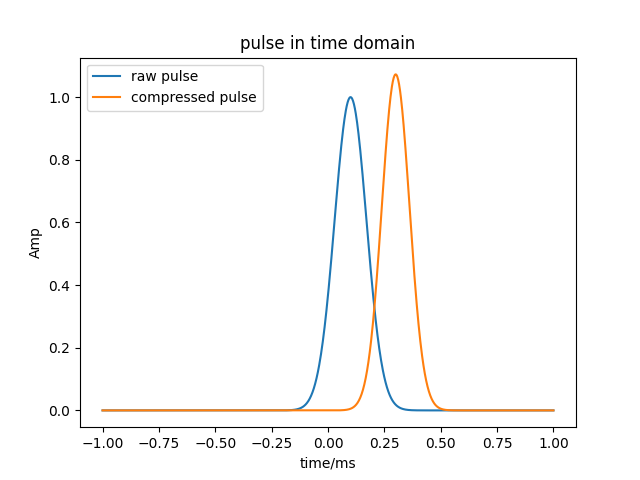 pulse in time domain
raw pulse
compressed pulse
Amp
1.0
0.8
0.6
0.4
0.2
0.0
−1.00 −0.75 −0.50 −0.25 0.00 0.25 0.50 0.75 1.00
time/ms